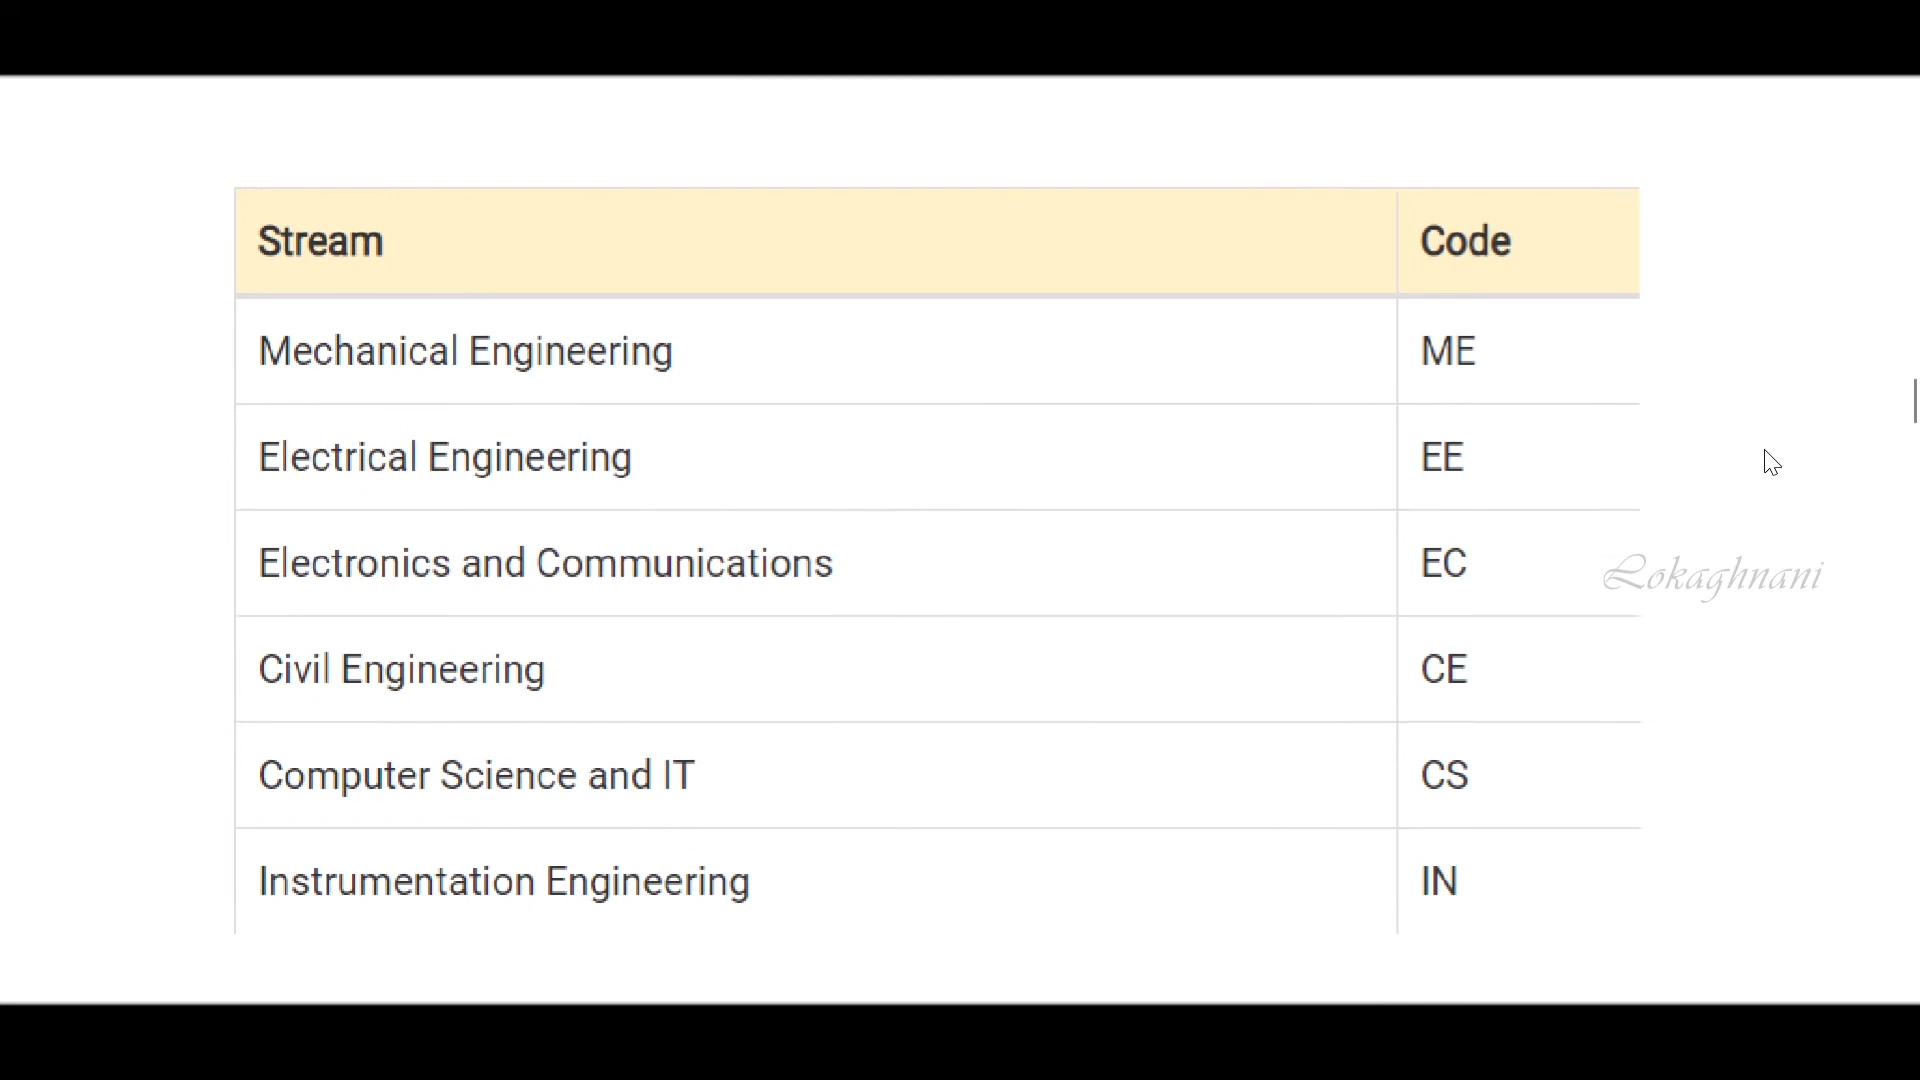 Stream Code
Mechanical Engineering ME
Electrical Engineering EE
Electronics and Communications EC
Civil Engineering CE
Computer Science and IT CS
Instrumentation Engineering IN
Lokaghnani